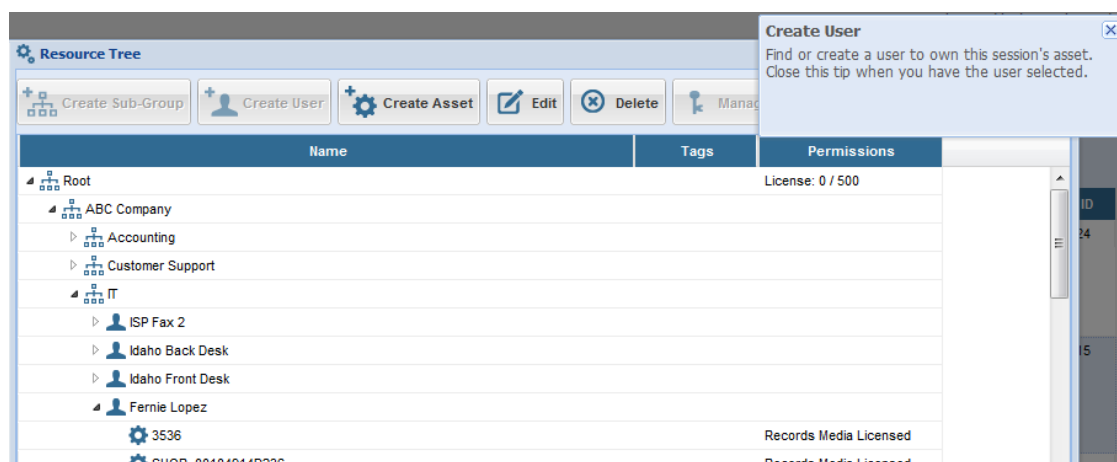 Create User
Find or create a user to own this session's asset.
Close this tip when you have the user selected.
Resource Tree
Create Sub-Group Create User Create Asset Edit Delete
Name Tags Permissions
Root License: 0 / 500
ABC Company
Accounting
Customer Support
IT
ISP Fax 2
Idaho Back Desk
Idaho Front Desk
Fernie Lopez
3536 Records Media Licensed
ID
24
15